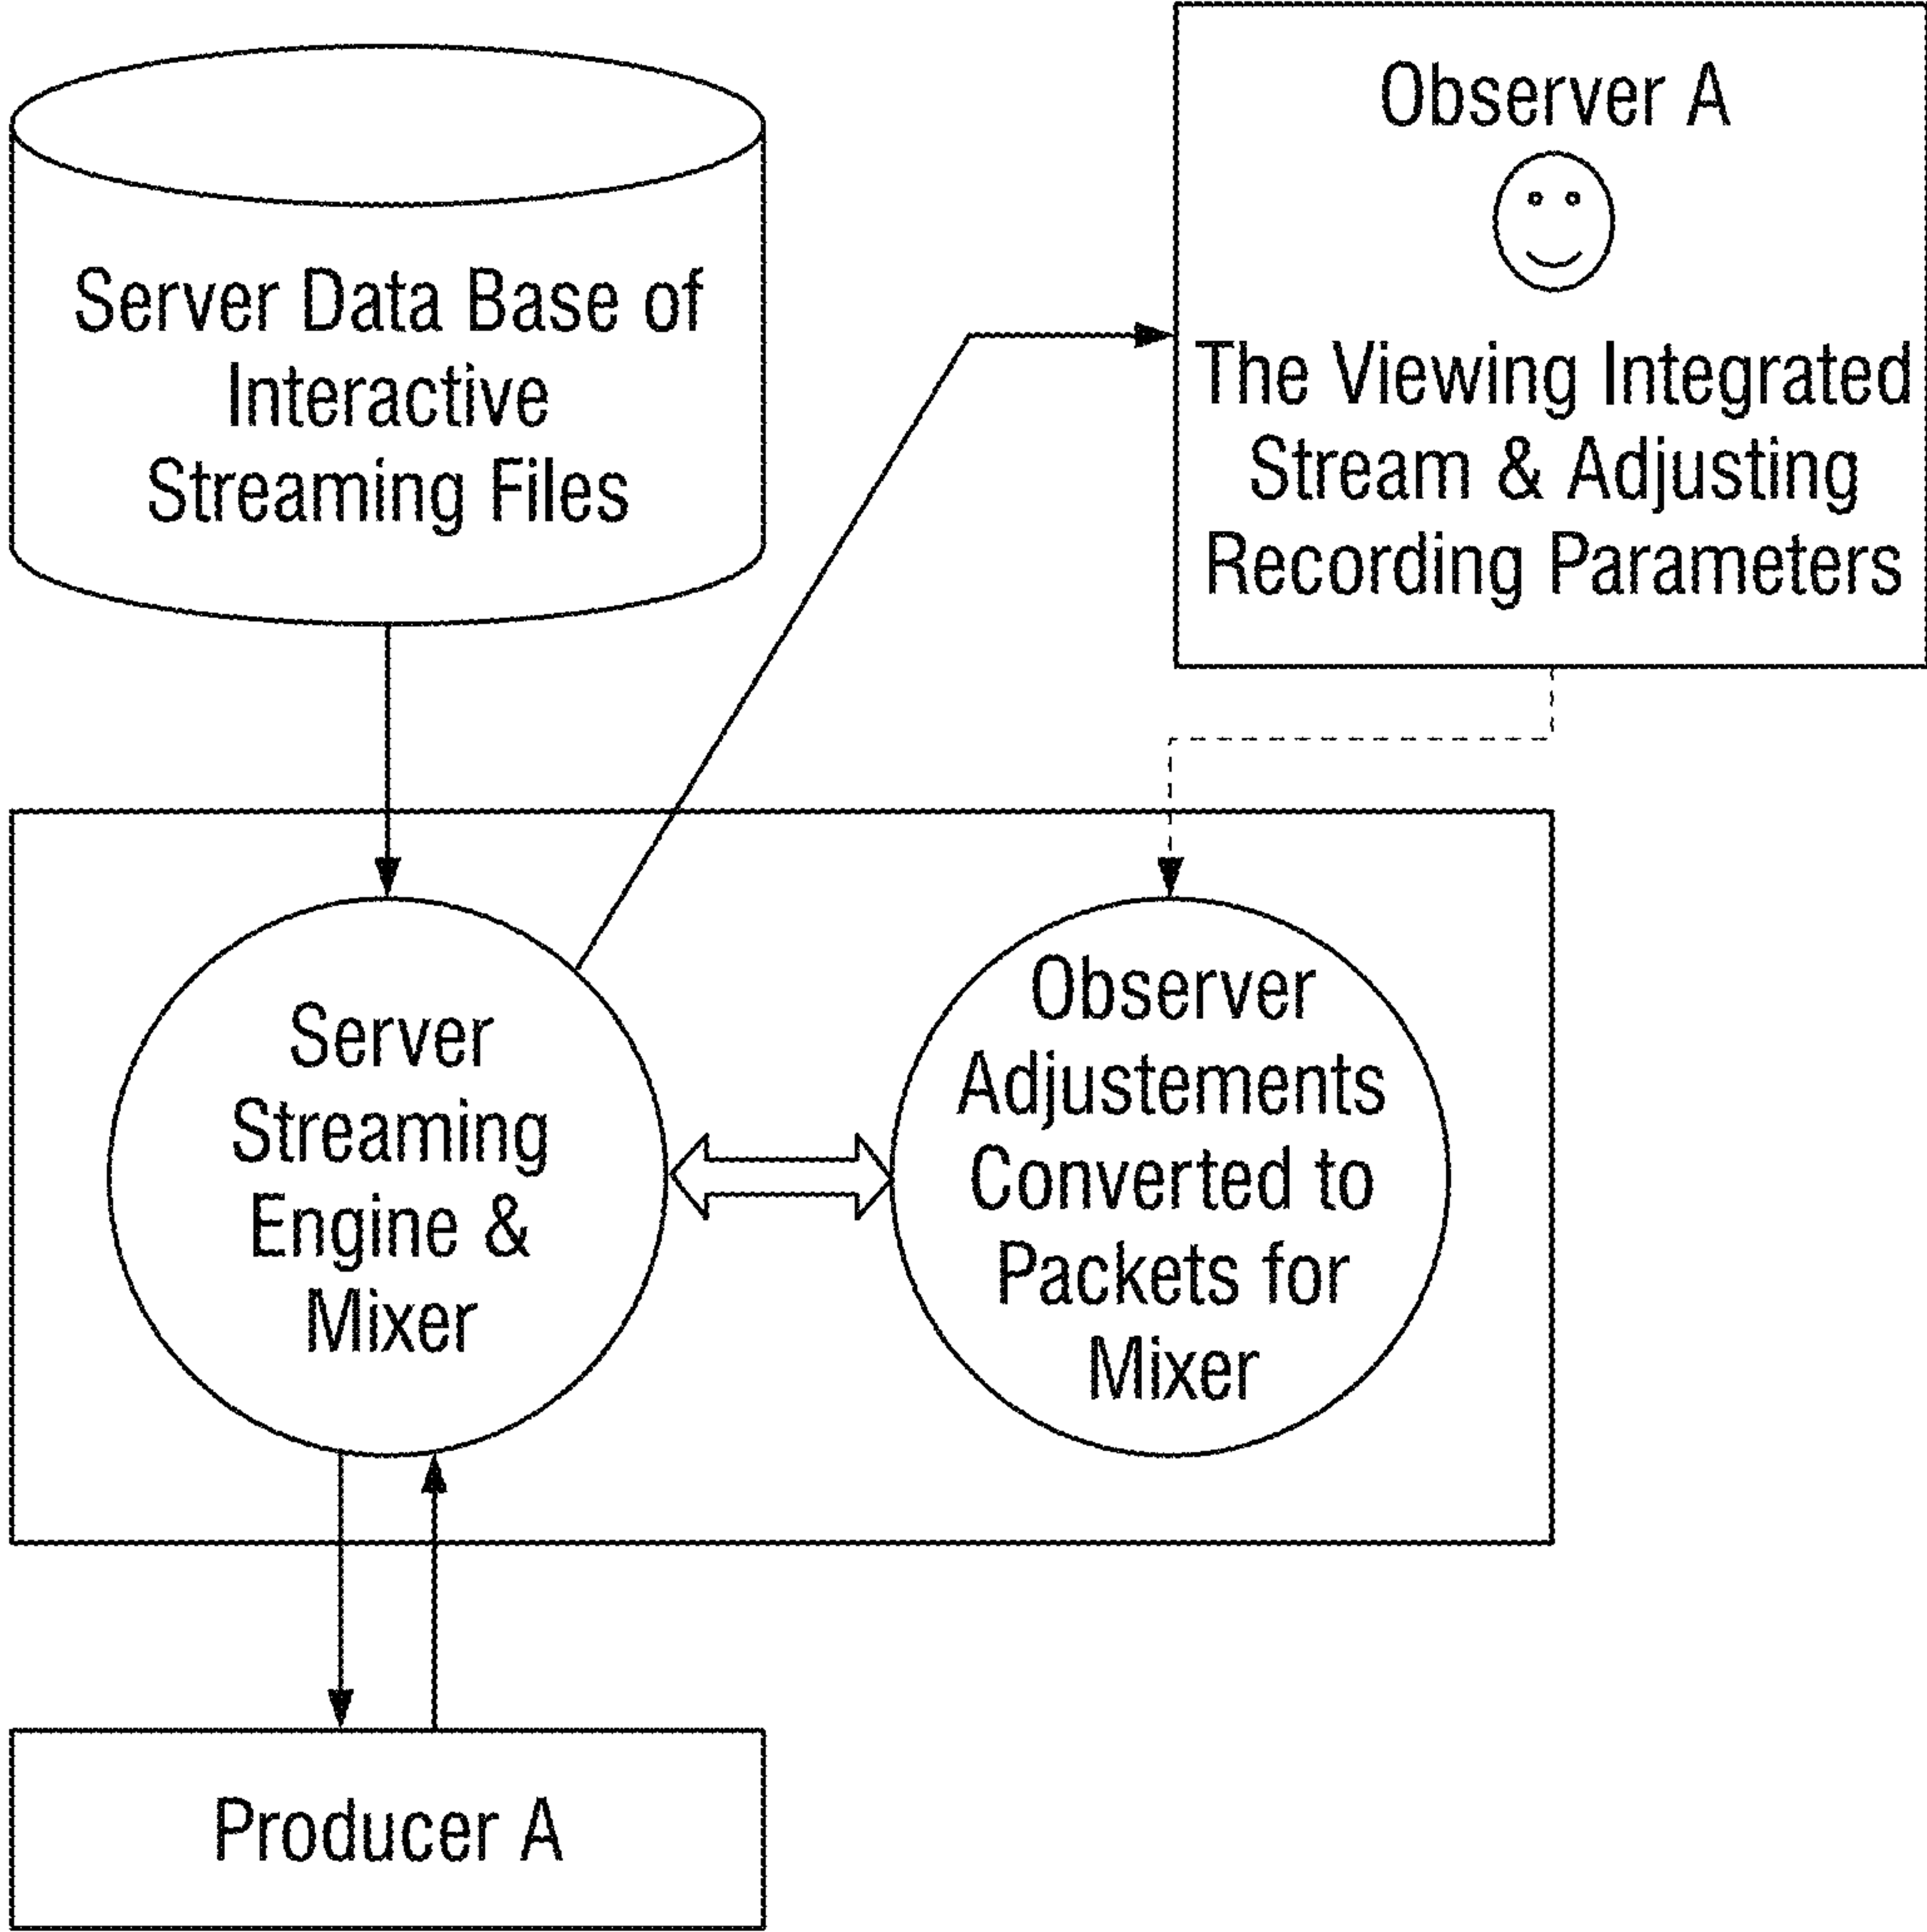 Server Data Base of
Interactive
Streaming Files
Observer A
The Viewing Integrated
Stream & Adjusting
Recording Parameters
Server
Streaming
Engine &
Mixer
Observer
Adjustements
Converted to
Packets for
Mixer
Producer A